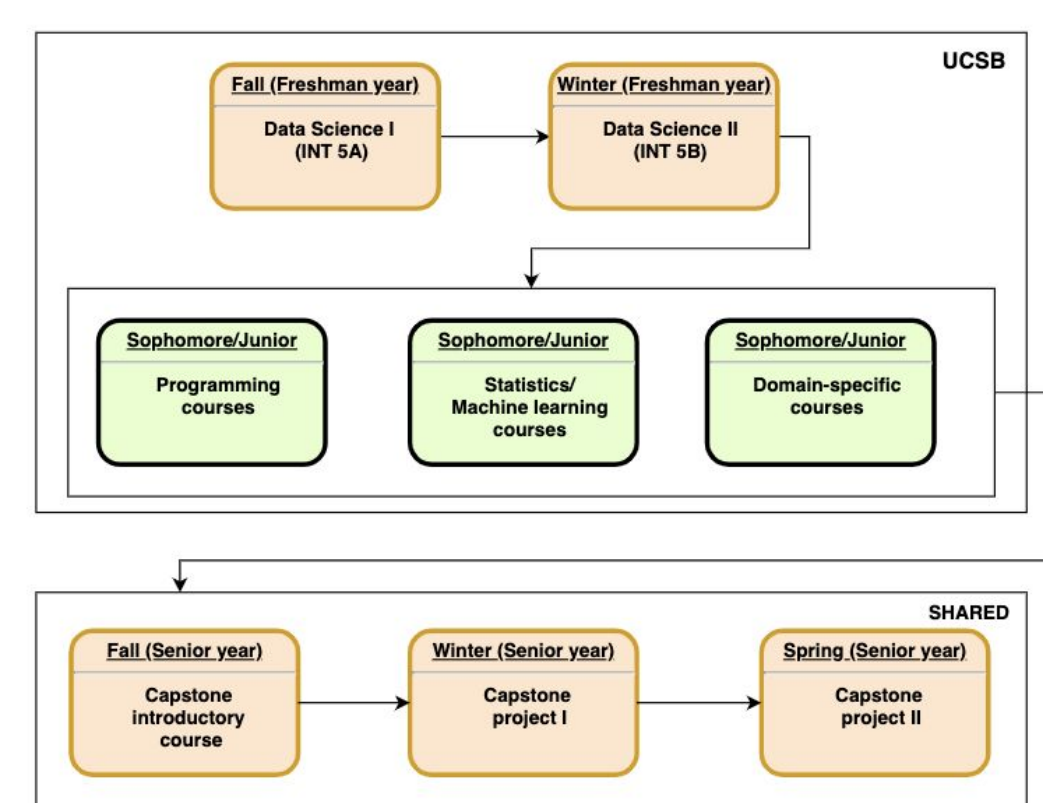 UCSB
Fall (Freshman year)
Data Science I
(INT 5A)
Winter (Freshman year)
Data Science II
(INT 5B)
Sophomore/Junior
Programming
courses
Sophomore/Junior
Statistics/
Machine learning
courses
Sophomore/Junior
Domain-specific
courses
SHARED
Fall (Senior year)
Capstone
introductory
course
Winter (Senior year)
Capstone
project I
Spring (Senior year)
Capstone
project II